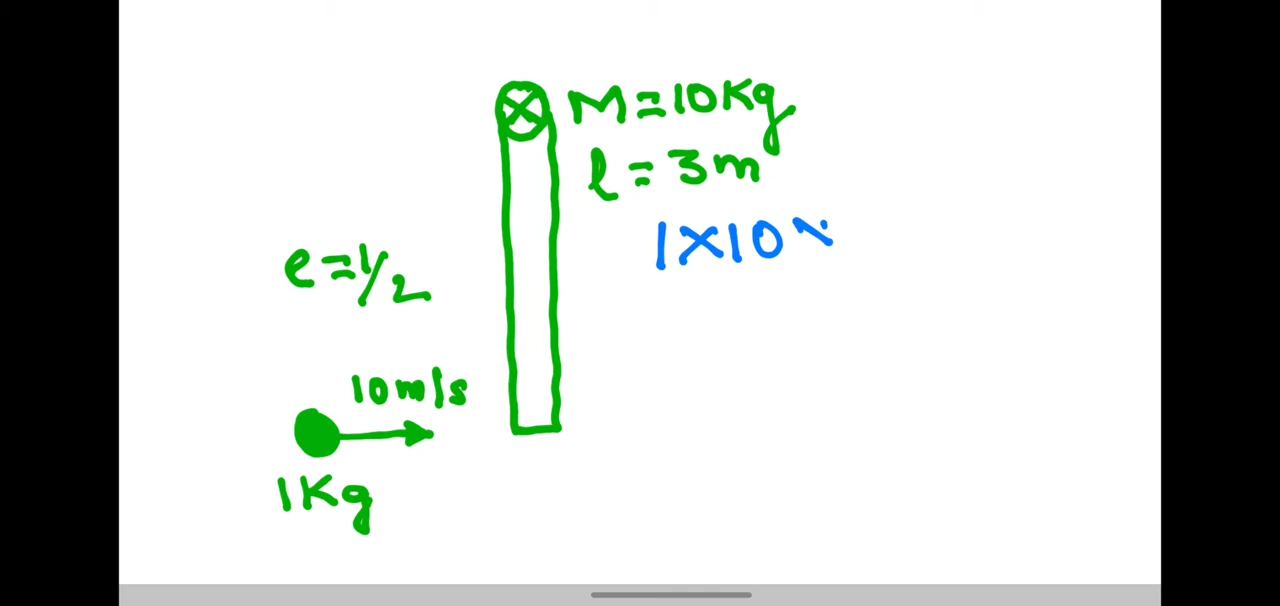 M = 10Kg
l = 3m
1×10×
e = 1/2
10m/s
1Kg